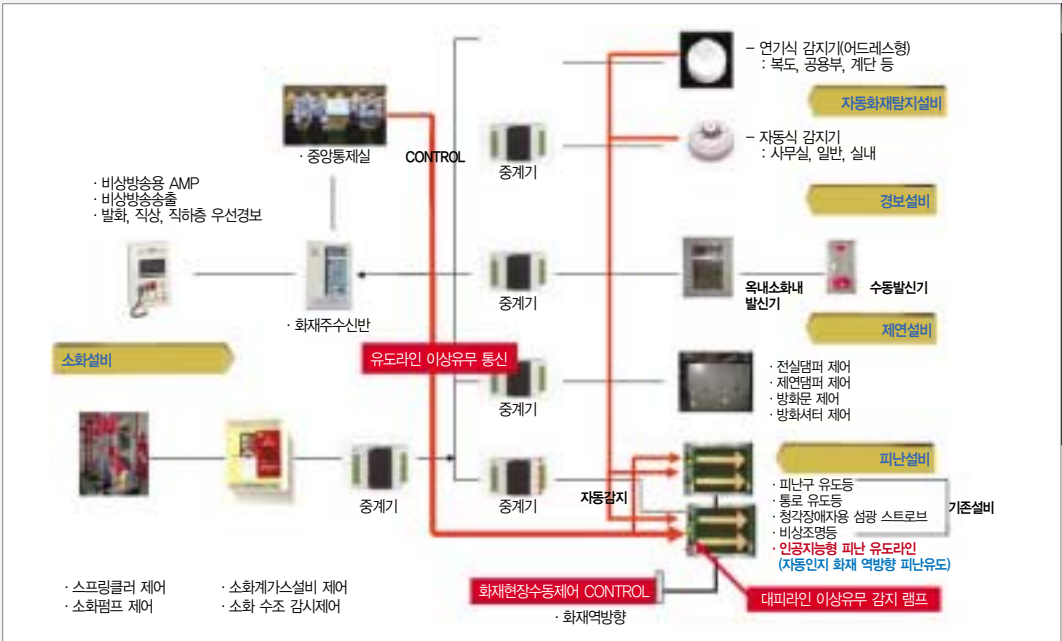 - 연기식 감지기(어드레스형)
: 복도, 공용부, 계단 등
자동화재탐지설비
· 중앙통제실
CONTROL
중계기
- 자동식 감지기
: 사무실, 일반, 실내
· 비상방송용 AMP
· 비상방송송출
· 발화, 직상, 직하층 우선경보
경보설비
· 화재주수신반
중계기
옥내소화내
발신기
수동발신기
제연설비
소화설비
유도라인 이상유무 통신
중계기
· 전실댐퍼 제어
· 제연댐퍼 제어
· 방화문 제어
· 방화셔터 제어
피난설비
중계기
중계기
자동감지
· 피난구 유도등
· 통로 유도등
· 청각장애자용 섬광 스트로브
· 비상조명등
기존설비
· 인공지능형 피난 유도라인
(자동인지 화재 역방향 피난유도)
· 스프링클러 제어
· 소화펌프 제어
· 소화계가스설비 제어
· 소화 수조 감시제어
화재현장수동제어 CONTROL
· 화재역방향
대피라인 이상유무 감지 램프